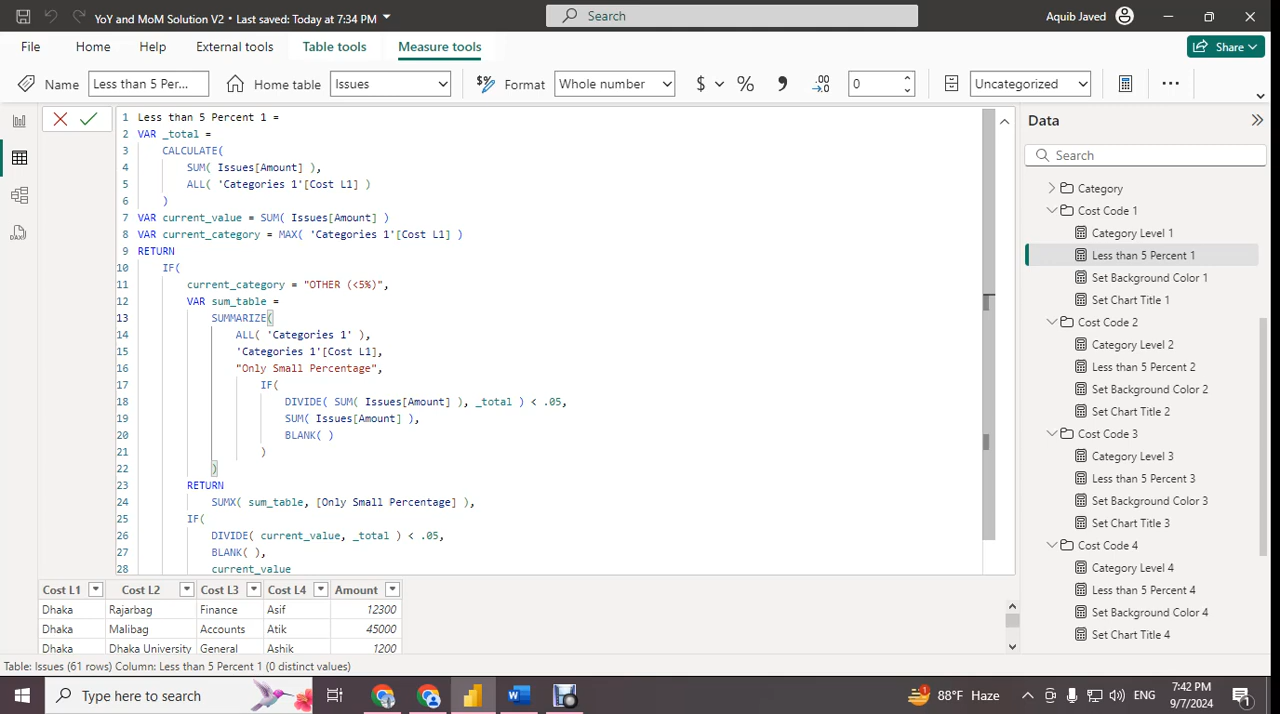 YoY and MoM Solution V2 • Last saved: Today at 7:34 PM
Search
Aquib Javed
File
Home
Help
External tools
Table tools
Measure tools
Share
Name
Less than 5 Per...
Home table
Issues
Format
Whole number
$
%
,
.00
0
Uncategorized
1 Less than 5 Percent 1 =
2 VAR _total =
3 CALCULATE(
4 SUM( Issues[Amount] ),
5 ALL( 'Categories 1'[Cost L1] )
6 )
7 VAR current_value = SUM( Issues[Amount] )
8 VAR current_category = MAX( 'Categories 1'[Cost L1] )
9 RETURN
10 IF(
11 current_category = "OTHER (<5%)",
12 VAR sum_table =
13 SUMMARIZE(
14 ALL( 'Categories 1' ),
15 'Categories 1'[Cost L1],
16 "Only Small Percentage",
17 IF(
18 DIVIDE( SUM( Issues[Amount] ), _total ) < .05,
19 SUM( Issues[Amount] ),
20 BLANK( )
21 )
22 )
23 RETURN
24 SUMX( sum_table, [Only Small Percentage] ),
25 IF(
26 DIVIDE( current_value, _total ) < .05,
27 BLANK( ),
28 current_value
Cost L1 Cost L2 Cost L3 Cost L4 Amount
Dhaka Rajarbag Finance Asif 12300
Dhaka Malibag Accounts Atik 45000
Dhaka Dhaka University General Ashik 1200
Data
Search
Category
Cost Code 1
Category Level 1
Less than 5 Percent 1
Set Background Color 1
Set Chart Title 1
Cost Code 2
Category Level 2
Less than 5 Percent 2
Set Background Color 2
Set Chart Title 2
Cost Code 3
Category Level 3
Less than 5 Percent 3
Set Background Color 3
Set Chart Title 3
Cost Code 4
Category Level 4
Less than 5 Percent 4
Set Background Color 4
Set Chart Title 4
Table: Issues (61 rows) Column: Less than 5 Percent 1 (0 distinct values)
Type here to search
88°F Haze
ENG
7:42 PM
9/7/2024